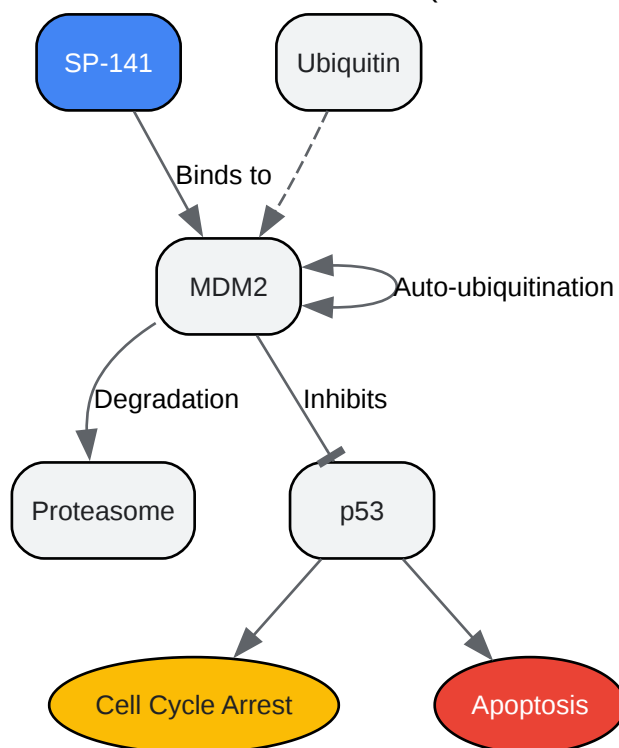 SP-141
Ubiquitin
Binds to
MDM2
Auto-ubiquitination
Degradation
Inhibits
Proteasome
p53
Cell Cycle Arrest
Apoptosis